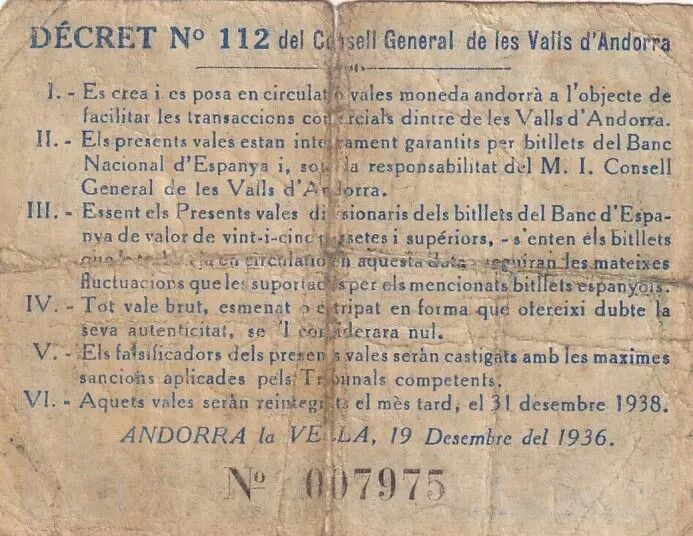 DÉCRET Nº 112 del Consell General de les Valls d'Andorra
I. - Es crea i es posa en circulatio vales moneda andorrà a l'objecte de
facilitar les transaccions comercials dintre de les Valls d'Andorra.
II. - Els presents vales estan integrament garantits per bitllets del Banc
Nacional d'Espanya i, sota la responsabilitat del M. I. Consell
General de les Valls d'Andorra.
III. - Essent els Presents vales divisionaris dels bitllets del Banc d'Espa-
nya de valor de vint-i-cinc pessetes i supériors, - s'enten éls bitllets
que en circulatio en aquesta data - seguiran les mateixes
fluctuacions que les suportades per els mencionats bitllets espanyols.
IV. - Tot vale brut, esmenat o estripat en forma que otereixi dubte la
seva autenticitat, se 'l considerara nul.
V. - Els falsificadors dels presents vales seràn castigats amb les maximes
sancions aplicades pels Tribunals competents.
VI. - Aquets vales seràn reintegrats el mès tard, el 31 desembre 1938.
ANDORRA la VELLA, 19 Desembre del 1936.
Nº 007975